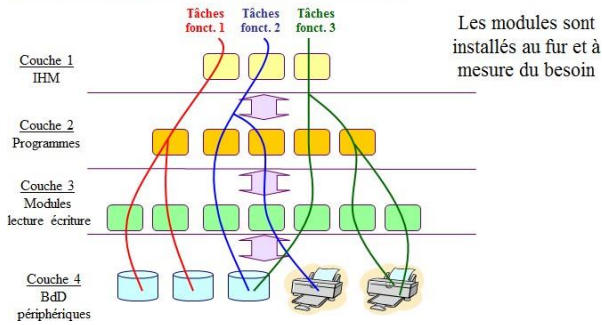 Tâches
fonct. 1
Tâches
fonct. 2
Tâches
fonct. 3
Les modules sont
installés au fur et à
mesure du besoin
Couche 1
IHM
Couche 2
Programmes
Couche 3
Modules
lecture écriture
Couche 4
BdD
périphériques